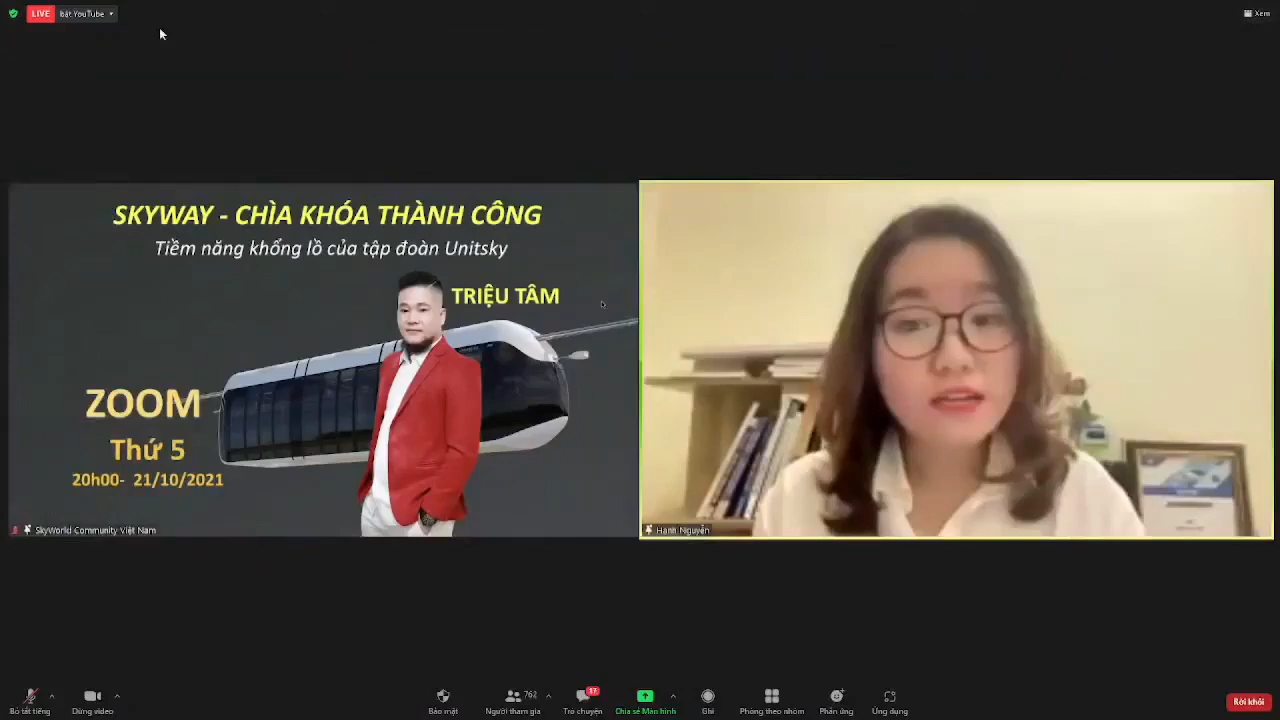 LIVE bật YouTube
Xem
SKYWAY - CHÌA KHÓA THÀNH CÔNG
Tiềm năng khổng lồ của tập đoàn Unitsky
TRIỆU TÂM
ZOOM
Thứ 5
20h00- 21/10/2021
SkyWorld Community Việt Nam
Hạnh Nguyễn
762
17
Bỏ tắt tiếng
Dừng video
Bảo mật
Người tham gia
Trò chuyện
Chia sẻ Màn hình
Ghi
Phòng theo nhóm
Phản ứng
Ứng dụng
Rời khỏi